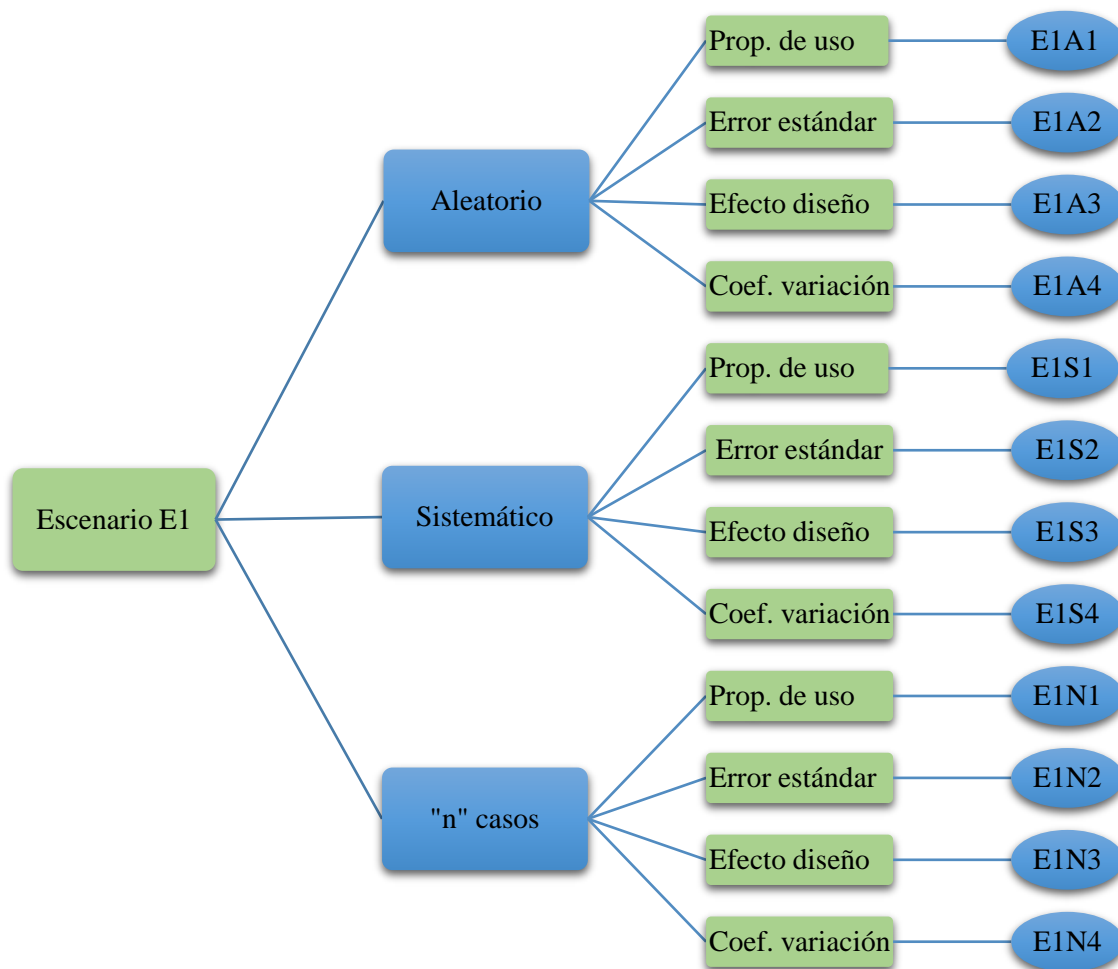 Prop. de uso
E1A1
Error estándar
E1A2
Aleatorio
Efecto diseño
E1A3
Coef. variación
E1A4
Prop. de uso
E1S1
Error estándar
E1S2
Escenario E1
Sistemático
Efecto diseño
E1S3
Coef. variación
E1S4
Prop. de uso
E1N1
Error estándar
E1N2
"n" casos
Efecto diseño
E1N3
Coef. variación
E1N4